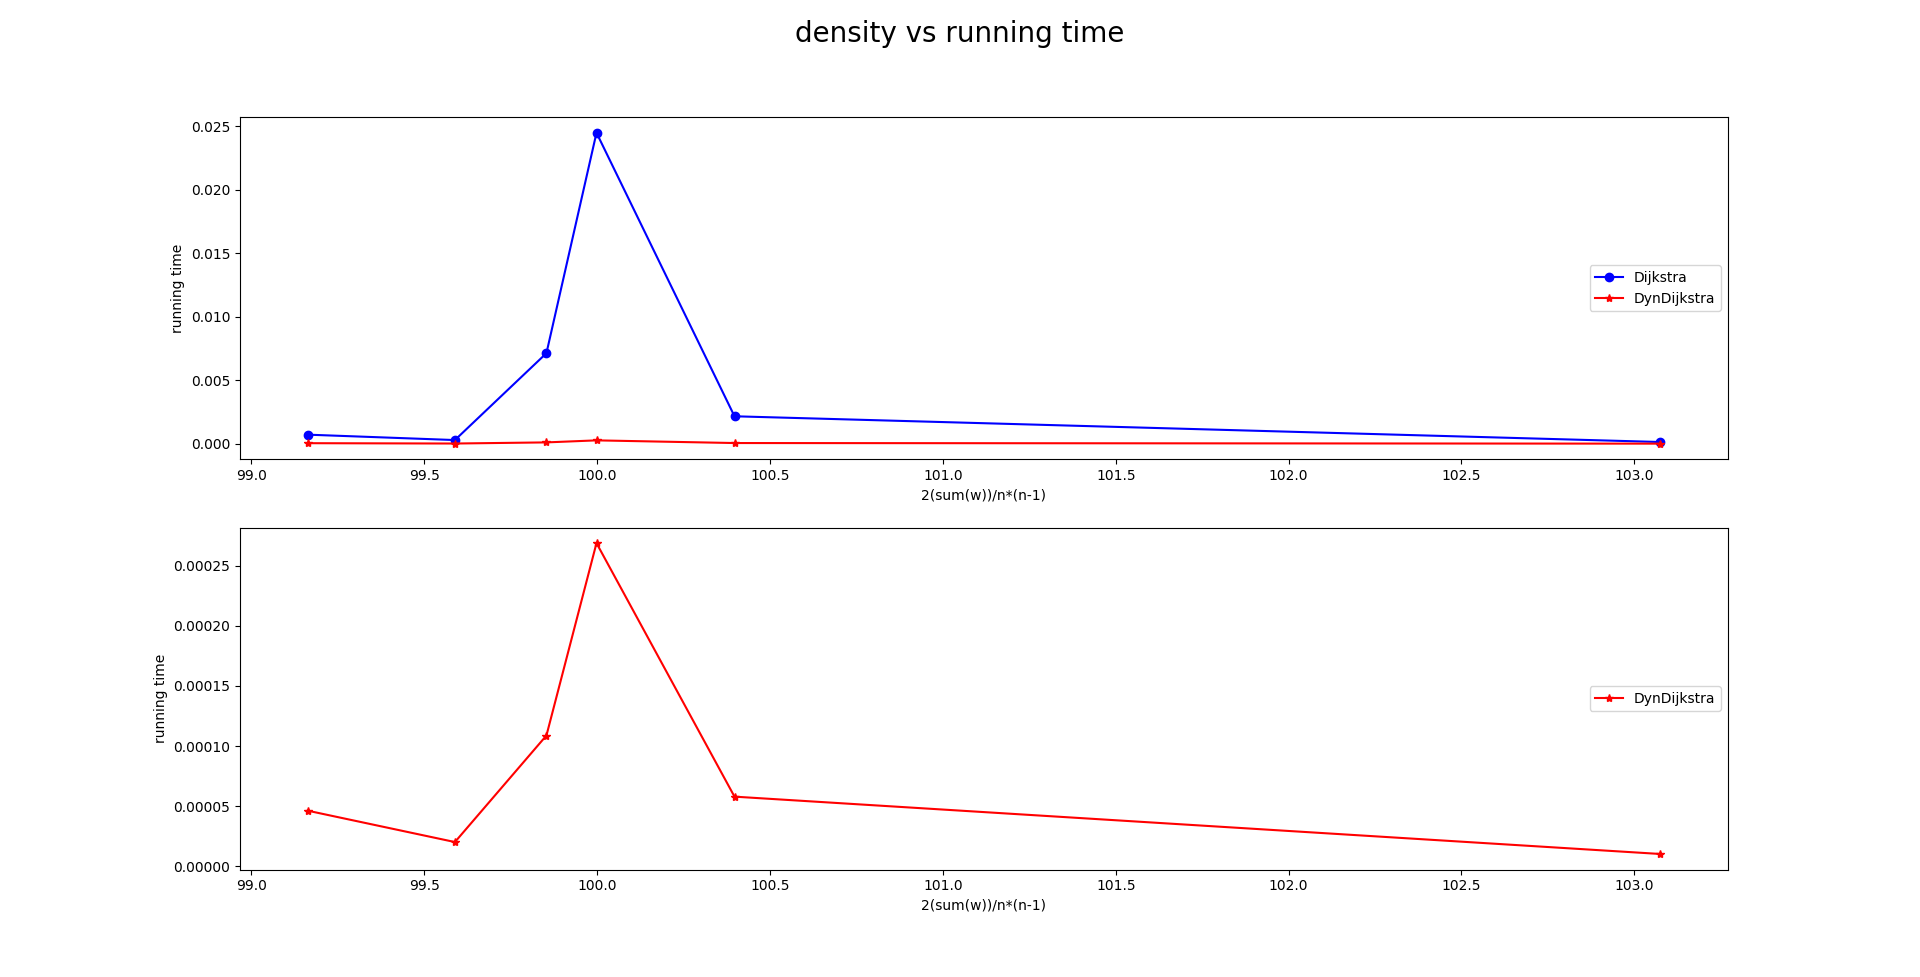 density vs running time
0.025
0.020
0.015
0.010
0.005
0.000
running time
Dijkstra
DynDijkstra
99.0 99.5 100.0 100.5 101.0 101.5 102.0 102.5 103.0
2(sum(w))/n*(n-1)
0.00025
0.00020
0.00015
0.00010
0.00005
0.00000
running time
DynDijkstra
99.0 99.5 100.0 100.5 101.0 101.5 102.0 102.5 103.0
2(sum(w))/n*(n-1)